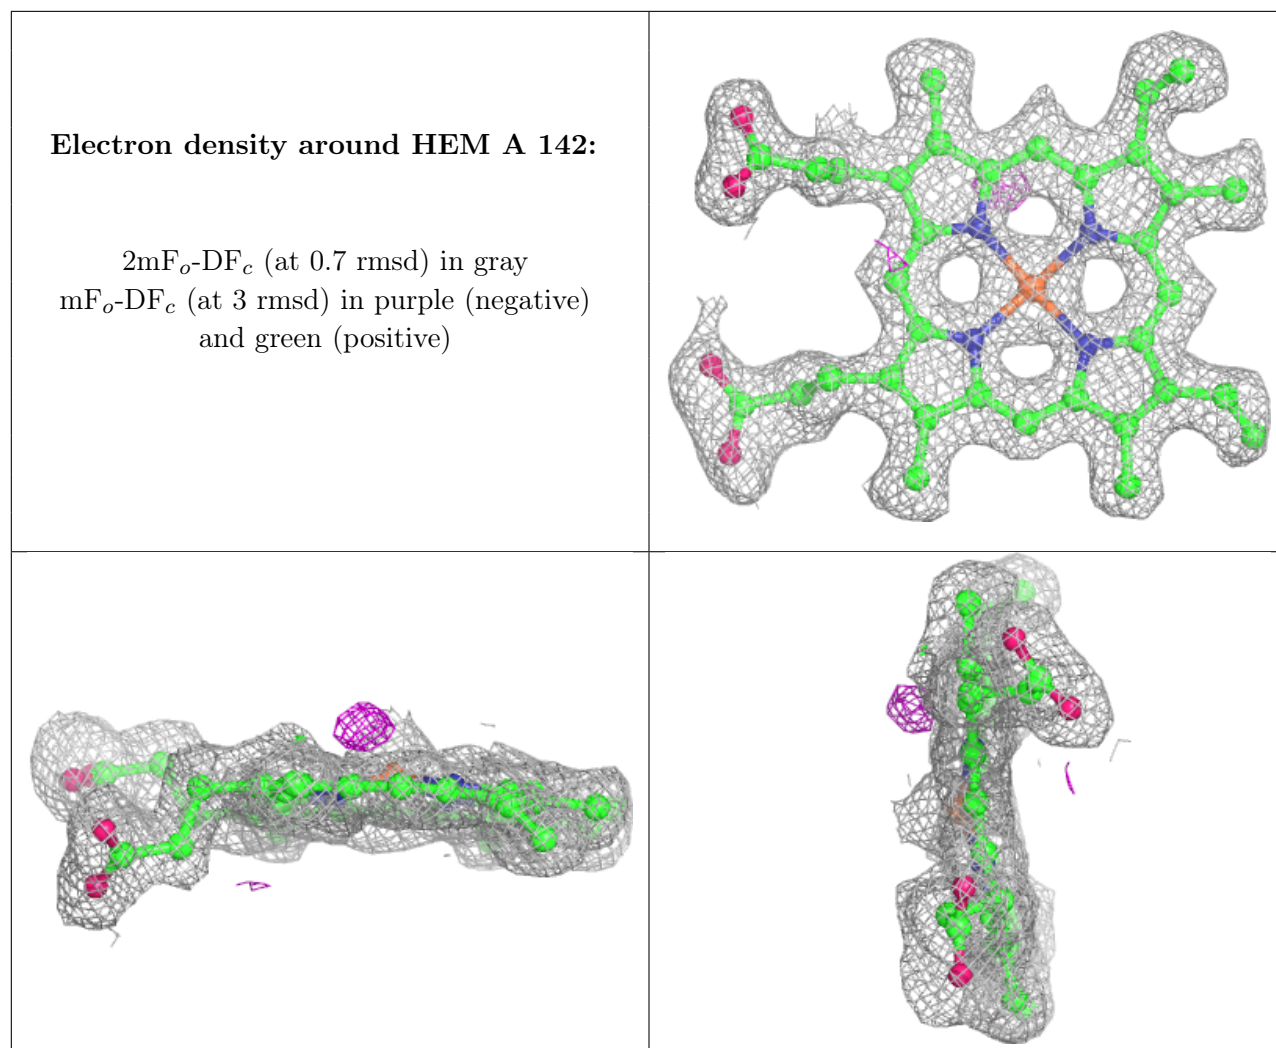 Electron density around HEM A 142:
2mFo-DFc (at 0.7 rmsd) in gray
mFo-DFc (at 3 rmsd) in purple (negative)
and green (positive)